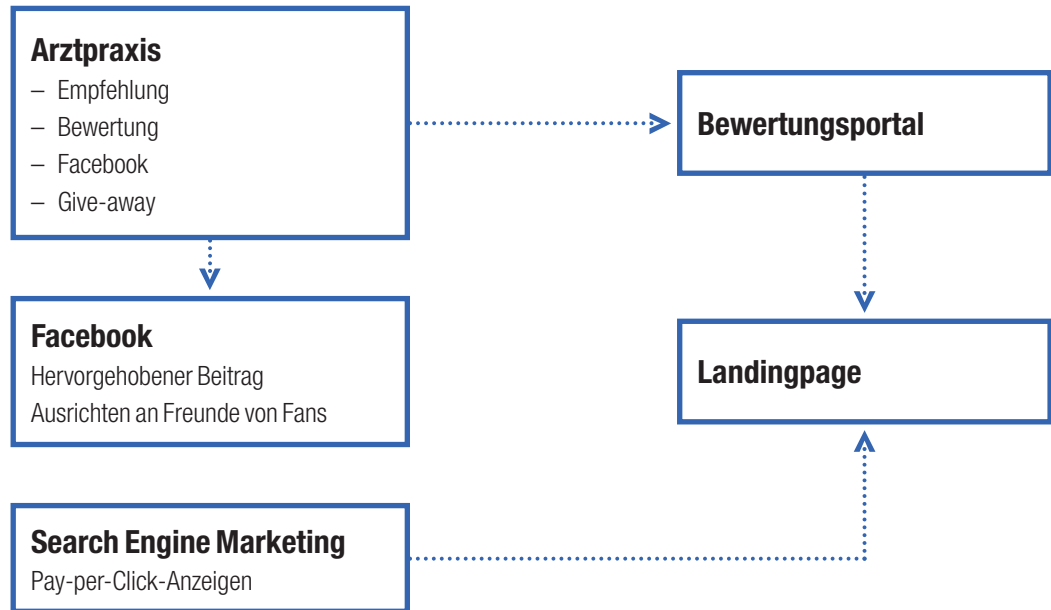 Arztpraxis
– Empfehlung
– Bewertung
– Facebook
– Give-away
Bewertungsportal
Facebook
Hervorgehobener Beitrag
Ausrichten an Freunde von Fans
Landingpage
Search Engine Marketing
Pay-per-Click-Anzeigen